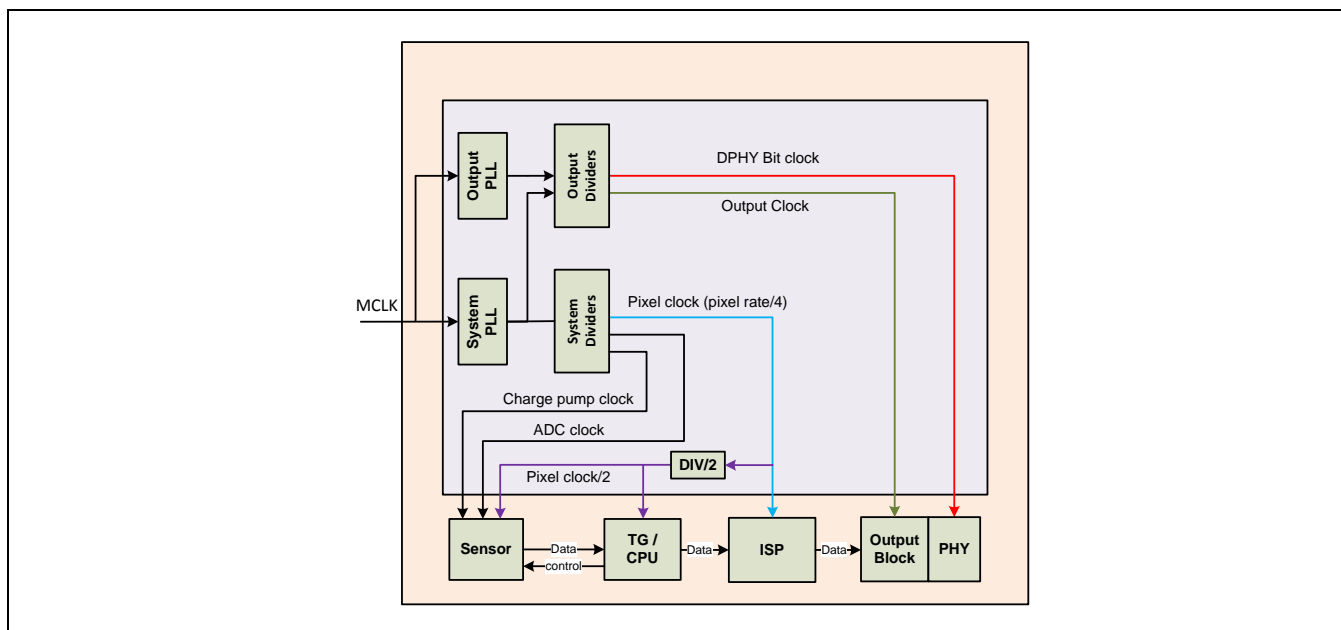 Output
PLL
Output
Dividers
DPHY Bit clock
Output Clock
MCLK
System
PLL
System
Dividers
Pixel clock (pixel rate/4)
Charge pump clock
ADC clock
DIV/2
Pixel clock/2
Sensor
Data
control
TG /
CPU
Data
ISP
Data
Output
Block
PHY